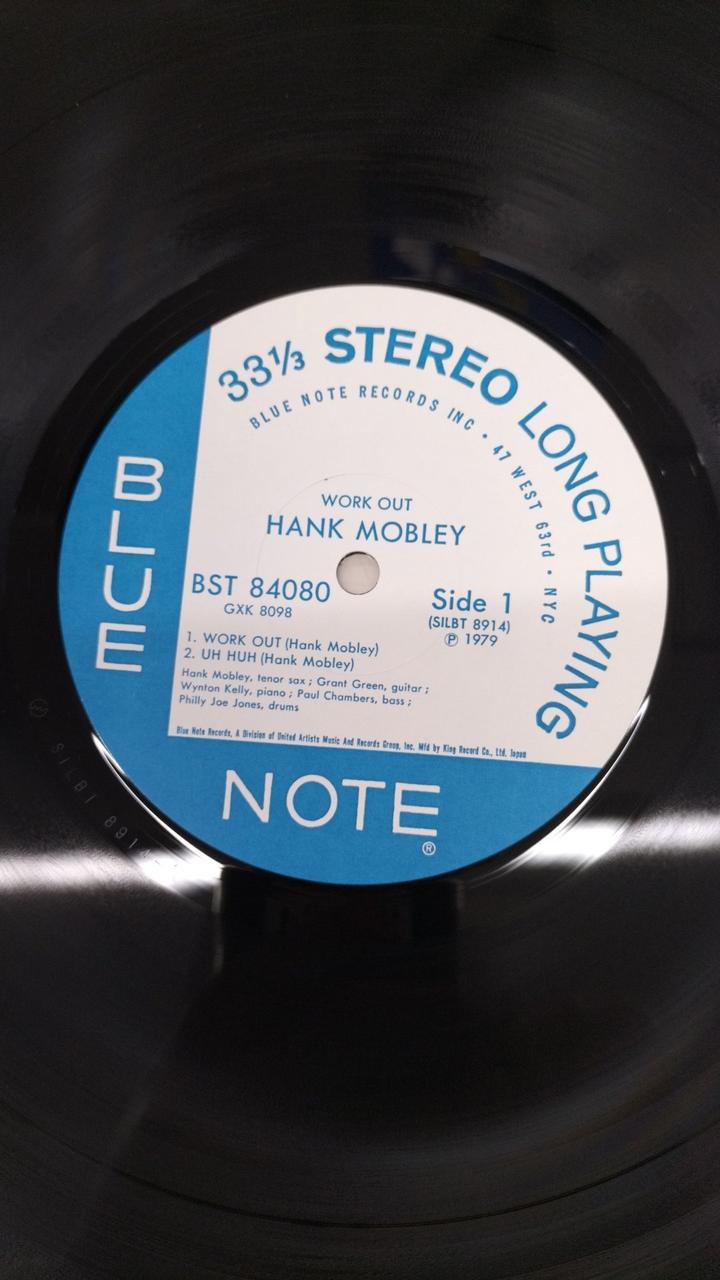 33⅓ STEREO LONG PLAYING
BLUE NOTE RECORDS INC • 47 WEST 63rd • NYC
WORK OUT
HANK MOBLEY
BST 84080
GXK 8098
Side 1
(SILBT 8914)
Ⓟ 1979
1. WORK OUT (Hank Mobley)
2. UH HUH (Hank Mobley)
Hank Mobley, tenor sax ; Grant Green, guitar ;
Wynton Kelly, piano ; Paul Chambers, bass ;
Philly Joe Jones, drums
Blue Note Records, A Division of United Artists Music And Records Group, Inc. Mfd by King Record Co., Ltd. Japan
BLUE
NOTE
®
SILBT 8914